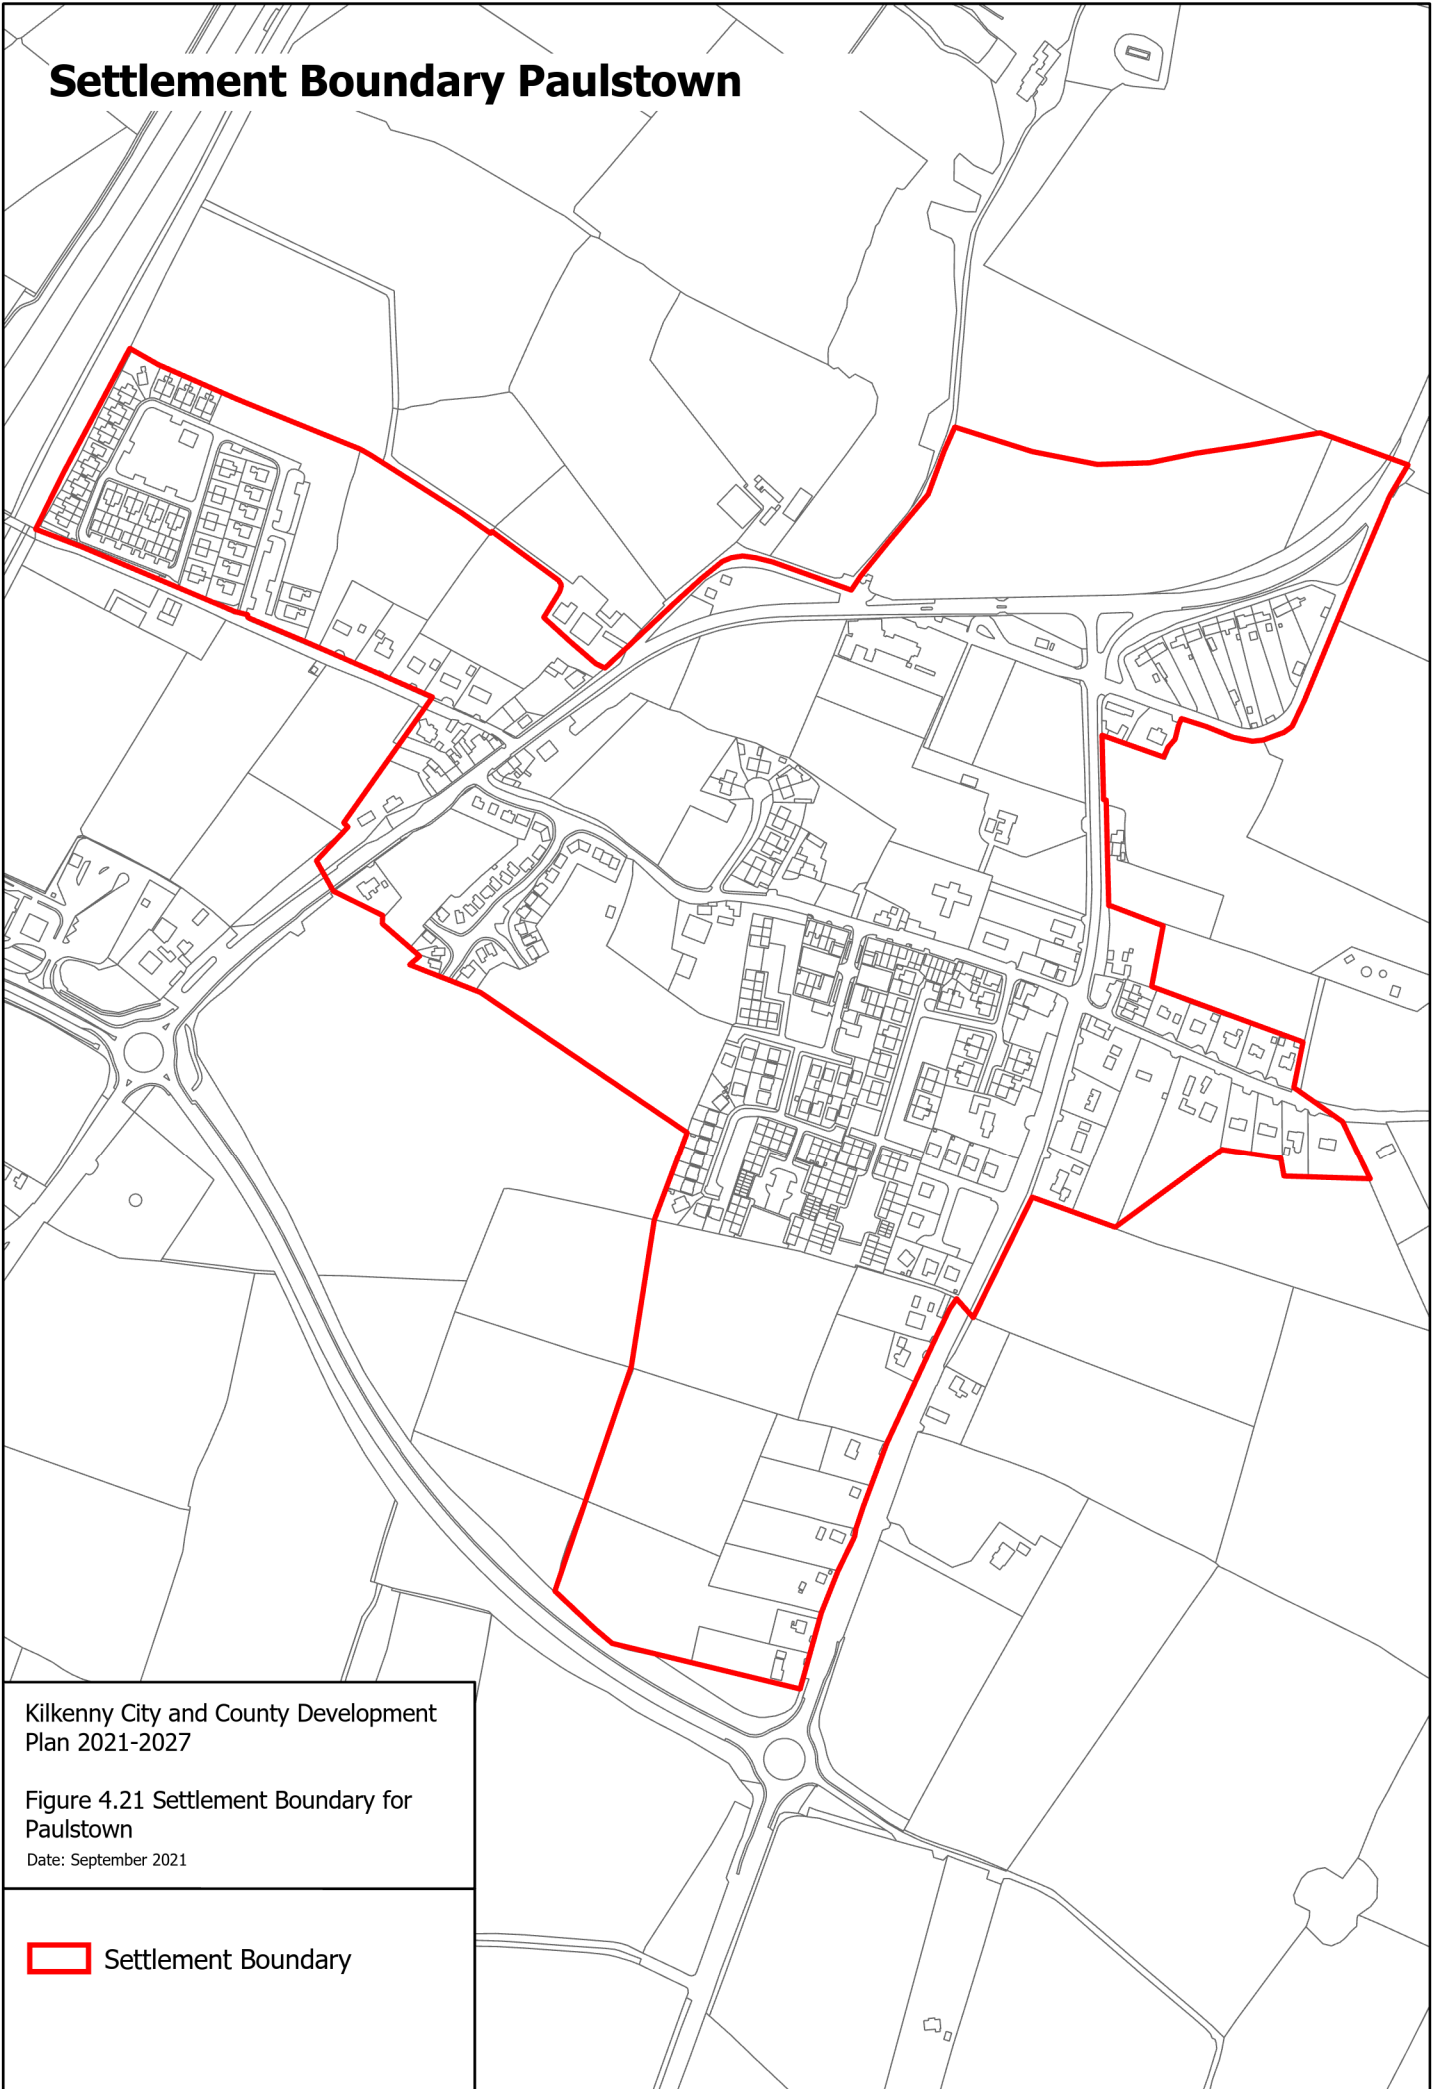 Settlement Boundary Paulstown
Kilkenny City and County Development
Plan 2021-2027
Figure 4.21 Settlement Boundary for
Paulstown
Date: September 2021
Settlement Boundary